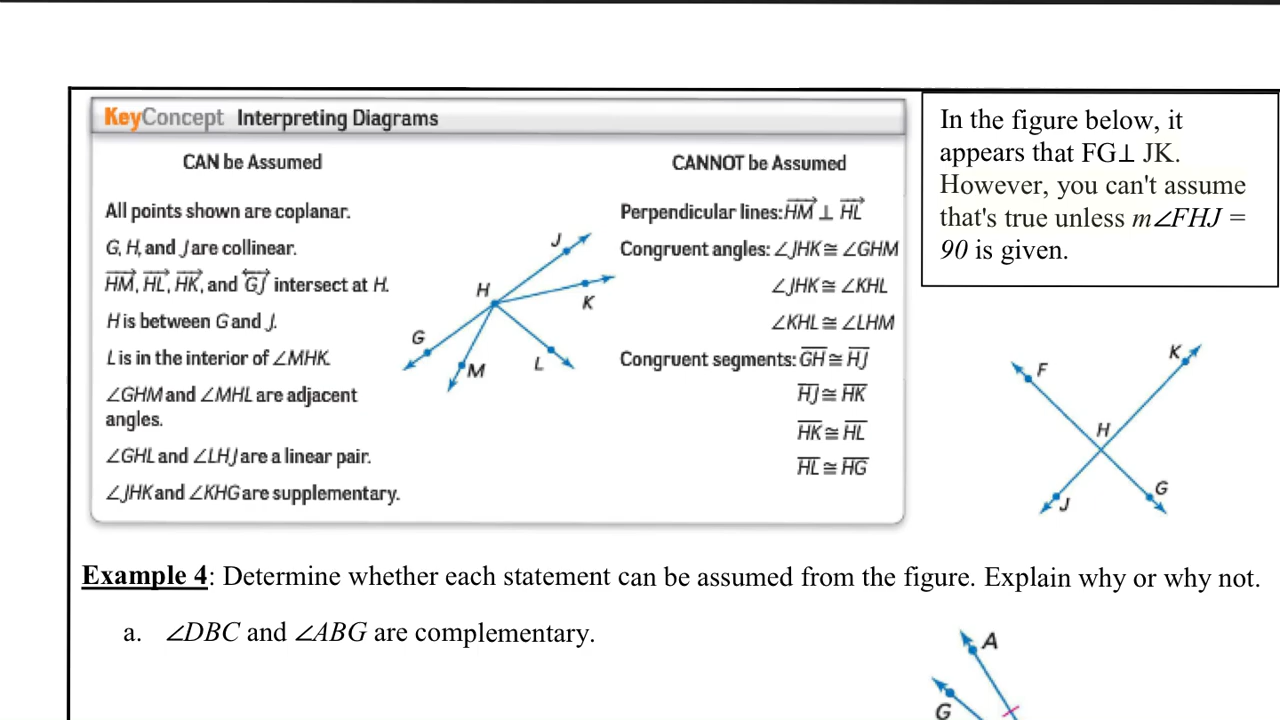 KeyConcept Interpreting Diagrams
CAN be Assumed
All points shown are coplanar.
G, H, and J are collinear.
HM, HL, HK, and GJ intersect at H.
H is between G and J.
L is in the interior of ∠MHK.
∠GHM and ∠MHL are adjacent
angles.
∠GHL and ∠LHJ are a linear pair.
∠JHK and ∠KHG are supplementary.
J
H
K
G
M
L
CANNOT be Assumed
Perpendicular lines: HM ⊥ HL
Congruent angles: ∠JHK ≅ ∠GHM
∠JHK ≅ ∠KHL
∠KHL ≅ ∠LHM
Congruent segments: GH ≅ HJ
HJ ≅ HK
HK ≅ HL
HL ≅ HG
In the figure below, it
appears that FG⊥ JK.
However, you can't assume
that's true unless m∠FHJ =
90 is given.
K
F
H
G
J
Example 4: Determine whether each statement can be assumed from the figure. Explain why or why not.
a. ∠DBC and ∠ABG are complementary.
A
G